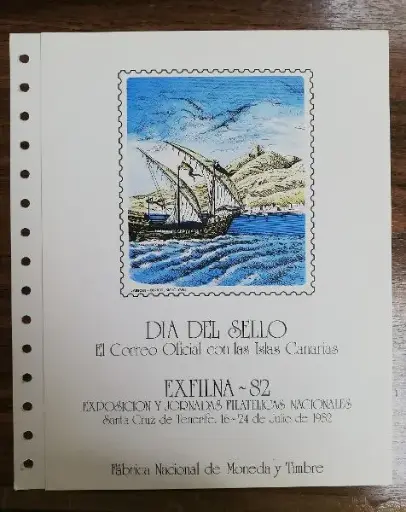 DIA DEL SELLO
El Correo Oficial con las Islas Canarias
EXFILNA-82
EXPOSICION Y JORNADAS FILATELICAS NACIONALES
Santa Cruz de Tenerife, 16-24 de Julio de 1982
Fábrica Nacional de Moneda y Timbre